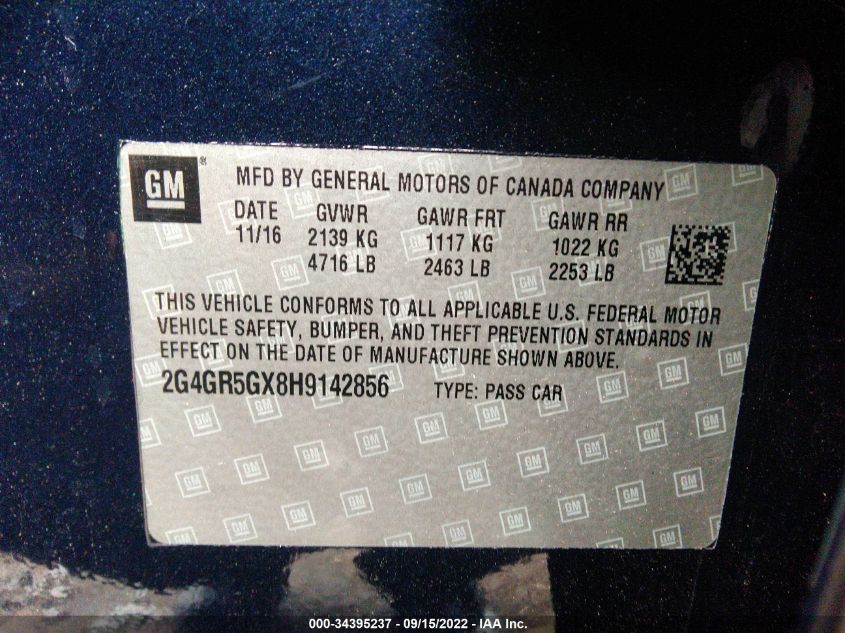 GM
MFD BY GENERAL MOTORS OF CANADA COMPANY
DATE GVWR GAWR FRT GAWR RR
11/16 2139 KG 1117 KG 1022 KG
4716 LB 2463 LB 2253 LB
THIS VEHICLE CONFORMS TO ALL APPLICABLE U.S. FEDERAL MOTOR
VEHICLE SAFETY, BUMPER, AND THEFT PREVENTION STANDARDS IN
EFFECT ON THE DATE OF MANUFACTURE SHOWN ABOVE.
2G4GR5GX8H9142856 TYPE: PASS CAR
000-34395237 - 09/15/2022 - IAA Inc.